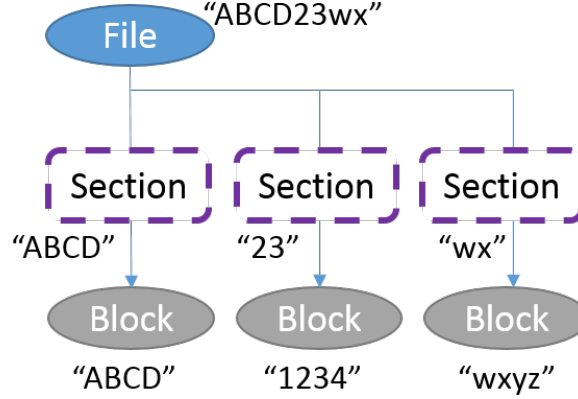 “ABCD23wx”
File
Section Section Section
“ABCD” “23” “wx”
Block Block Block
“ABCD” “1234” “wxyz”